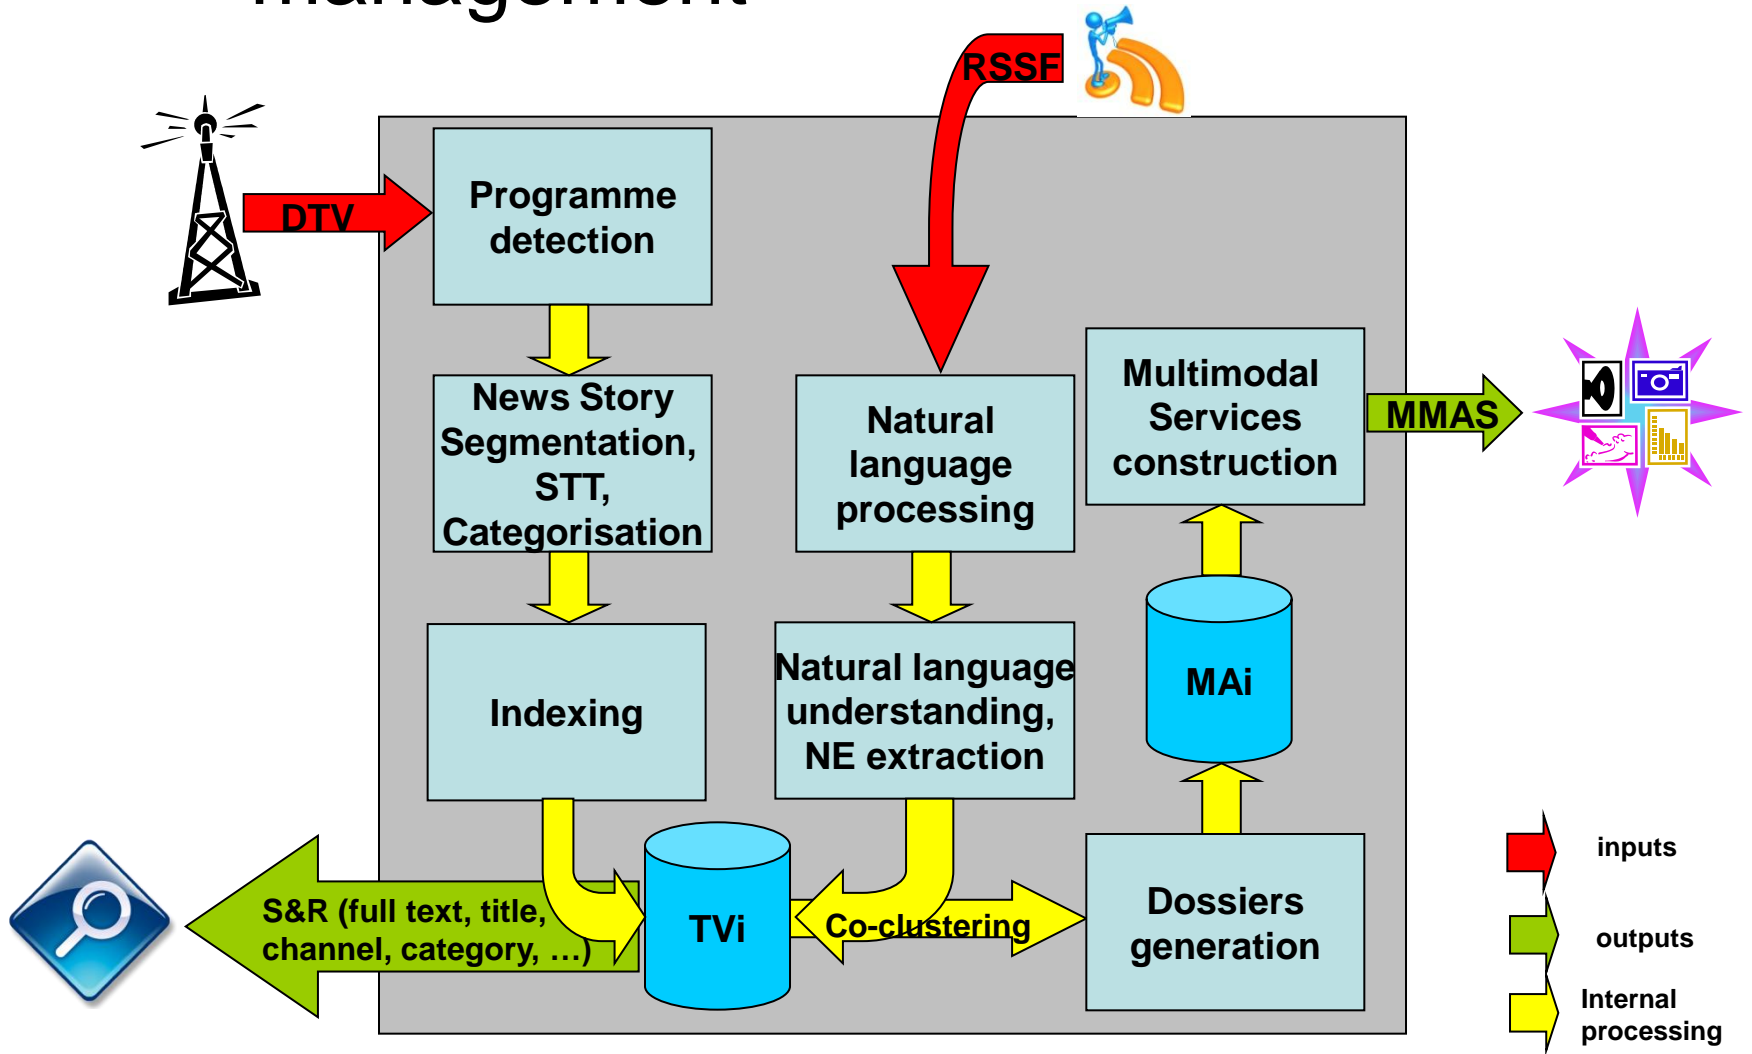 management
RSSF
DTV
Programme
detection
News Story
Segmentation,
STT,
Categorisation
Indexing
Natural
language
processing
Natural language
understanding,
NE extraction
Multimodal
Services
construction
MMAS
MAi
Dossiers
generation
S&R (full text, title,
channel, category, …)
TVi
Co-clustering
inputs
outputs
Internal
processing